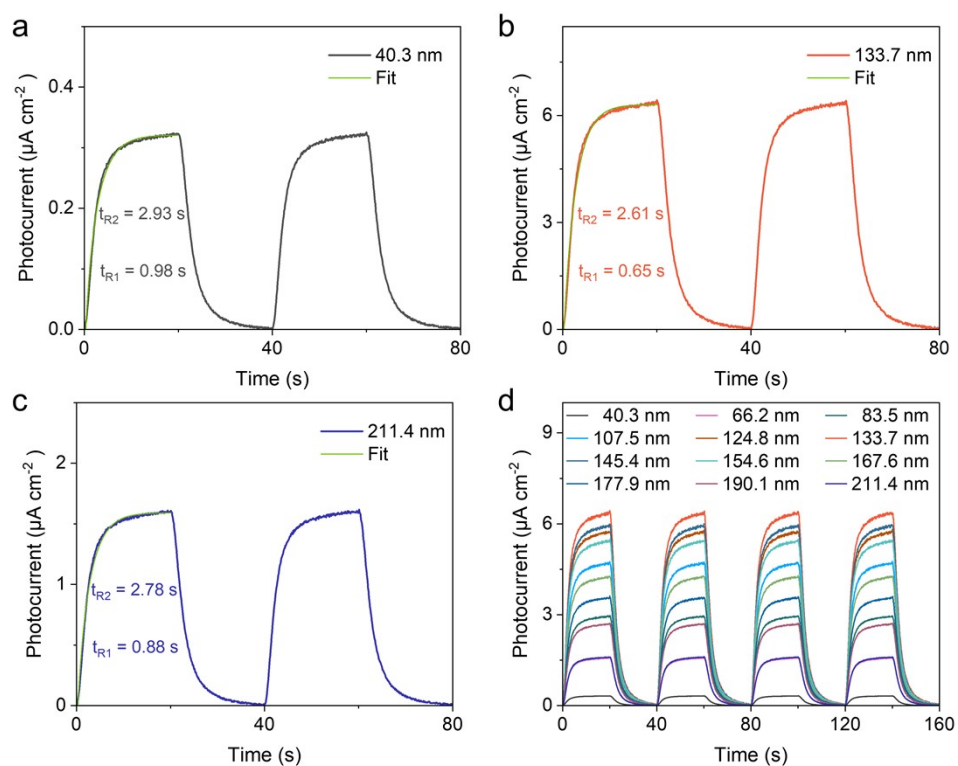 a
40.3 nm
Fit
t_R2 = 2.93 s
t_R1 = 0.98 s
Photocurrent (µA cm⁻²)
0.4
0.2
0.0
0 40 80
Time (s)
b
133.7 nm
Fit
t_R2 = 2.61 s
t_R1 = 0.65 s
Photocurrent (µA cm⁻²)
6
3
0
0 40 80
Time (s)
c
211.4 nm
Fit
t_R2 = 2.78 s
t_R1 = 0.88 s
Photocurrent (µA cm⁻²)
2
1
0
0 40 80
Time (s)
d
40.3 nm 66.2 nm 83.5 nm
107.5 nm 124.8 nm 133.7 nm
145.4 nm 154.6 nm 167.6 nm
177.9 nm 190.1 nm 211.4 nm
Photocurrent (µA cm⁻²)
9
6
3
0
0 40 80 120 160
Time (s)